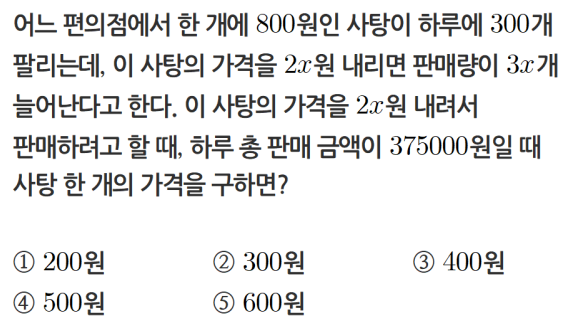 어느 편의점에서 한 개에 800원인 사탕이 하루에 300개
팔리는데, 이 사탕의 가격을 2x원 내리면 판매량이 3x개
늘어난다고 한다. 이 사탕의 가격을 2x원 내려서
판매하려고 할 때, 하루 총 판매 금액이 375000원일 때
사탕 한 개의 가격을 구하면?
① 200원 ② 300원 ③ 400원
④ 500원 ⑤ 600원